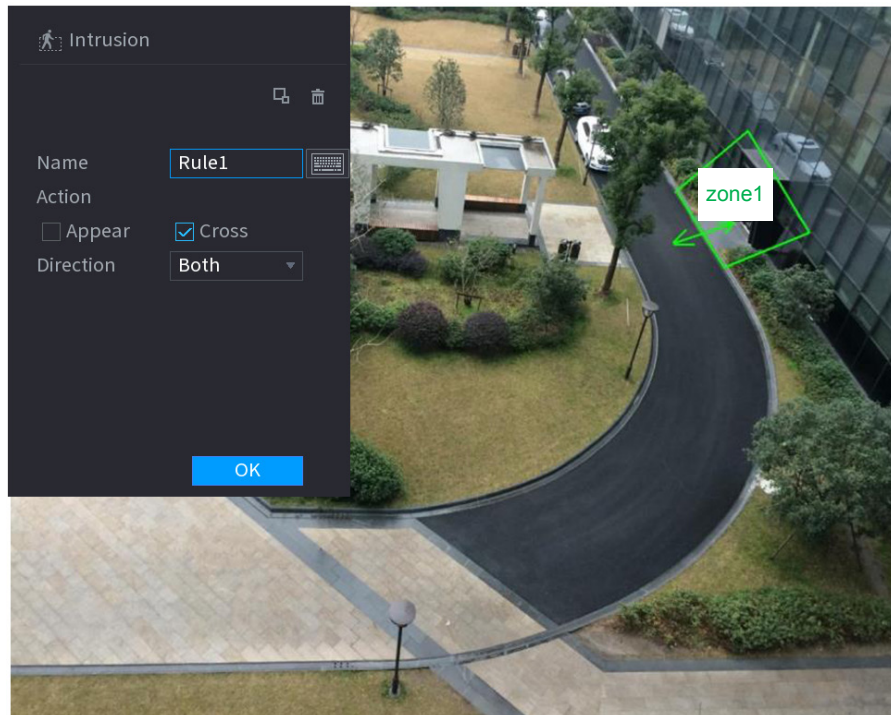 Intrusion
Name Rule1
Action
Appear Cross
Direction Both
OK
zone1